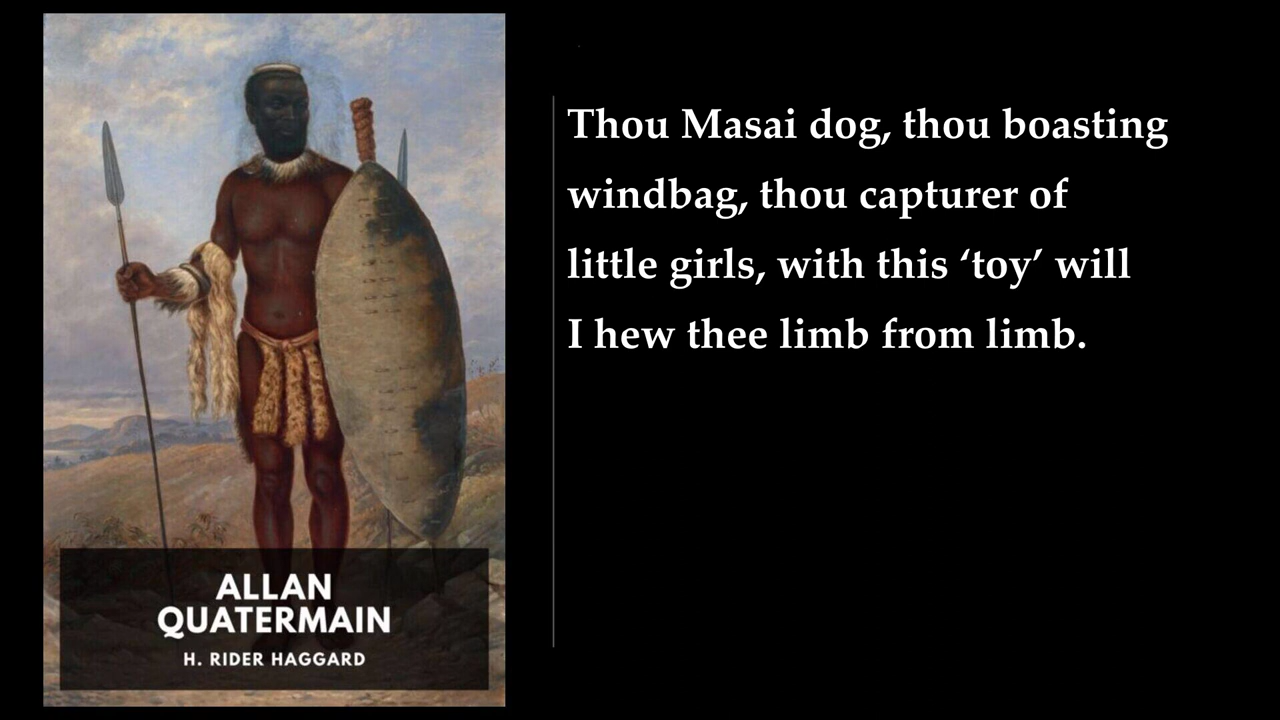 Thou Masai dog, thou boasting
windbag, thou capturer of
little girls, with this ‘toy’ will
I hew thee limb from limb.
ALLAN
QUATERMAIN
H. RIDER HAGGARD